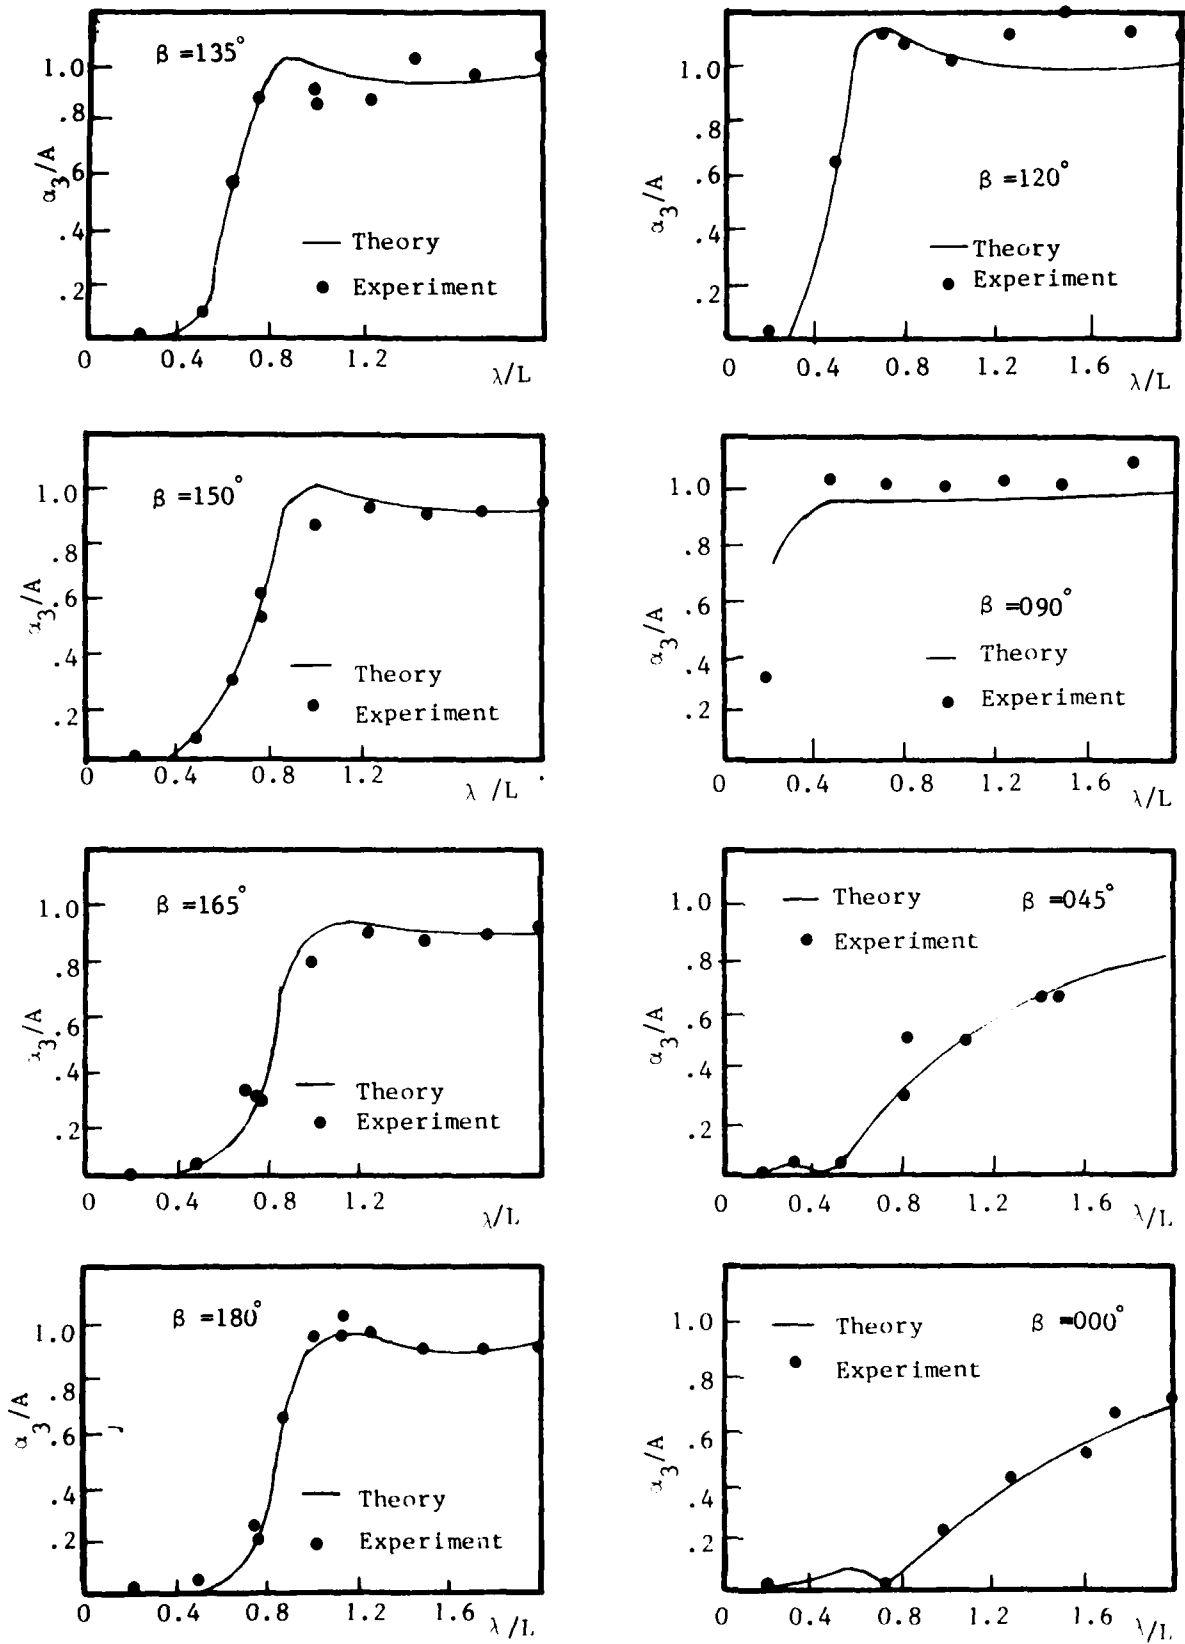 β =135°
1.0
.8
.6
.4
.2
α3/A
Theory
Experiment
0 0.4 0.8 1.2
λ/L
β =120°
1.0
.8
.6
.4
.2
α3/A
Theory
Experiment
0 0.4 0.8 1.2 1.6
λ/L
β =150°
1.0
.8
.6
.4
.2
α3/A
Theory
Experiment
0 0.4 0.8 1.2
λ /L
β =090°
1.0
.8
.6
.4
.2
α3/A
Theory
Experiment
0 0.4 0.8 1.2 1.6
λ/L
β =165°
1.0
.8
.6
.4
.2
α3/A
Theory
Experiment
0 0.4 0.8 1.2
λ/L
β =045°
1.0
.8
.6
.4
.2
α3/A
Theory
Experiment
0 0.4 0.8 1.2 1.6
λ/L
β =180°
1.0
.8
.6
.4
.2
α3/A
Theory
Experiment
0 0.4 0.8 1.2 1.6
λ/L
β =000°
1.0
.8
.6
.4
.2
α3/A
Theory
Experiment
0 0.4 0.8 1.2 1.6
λ/L